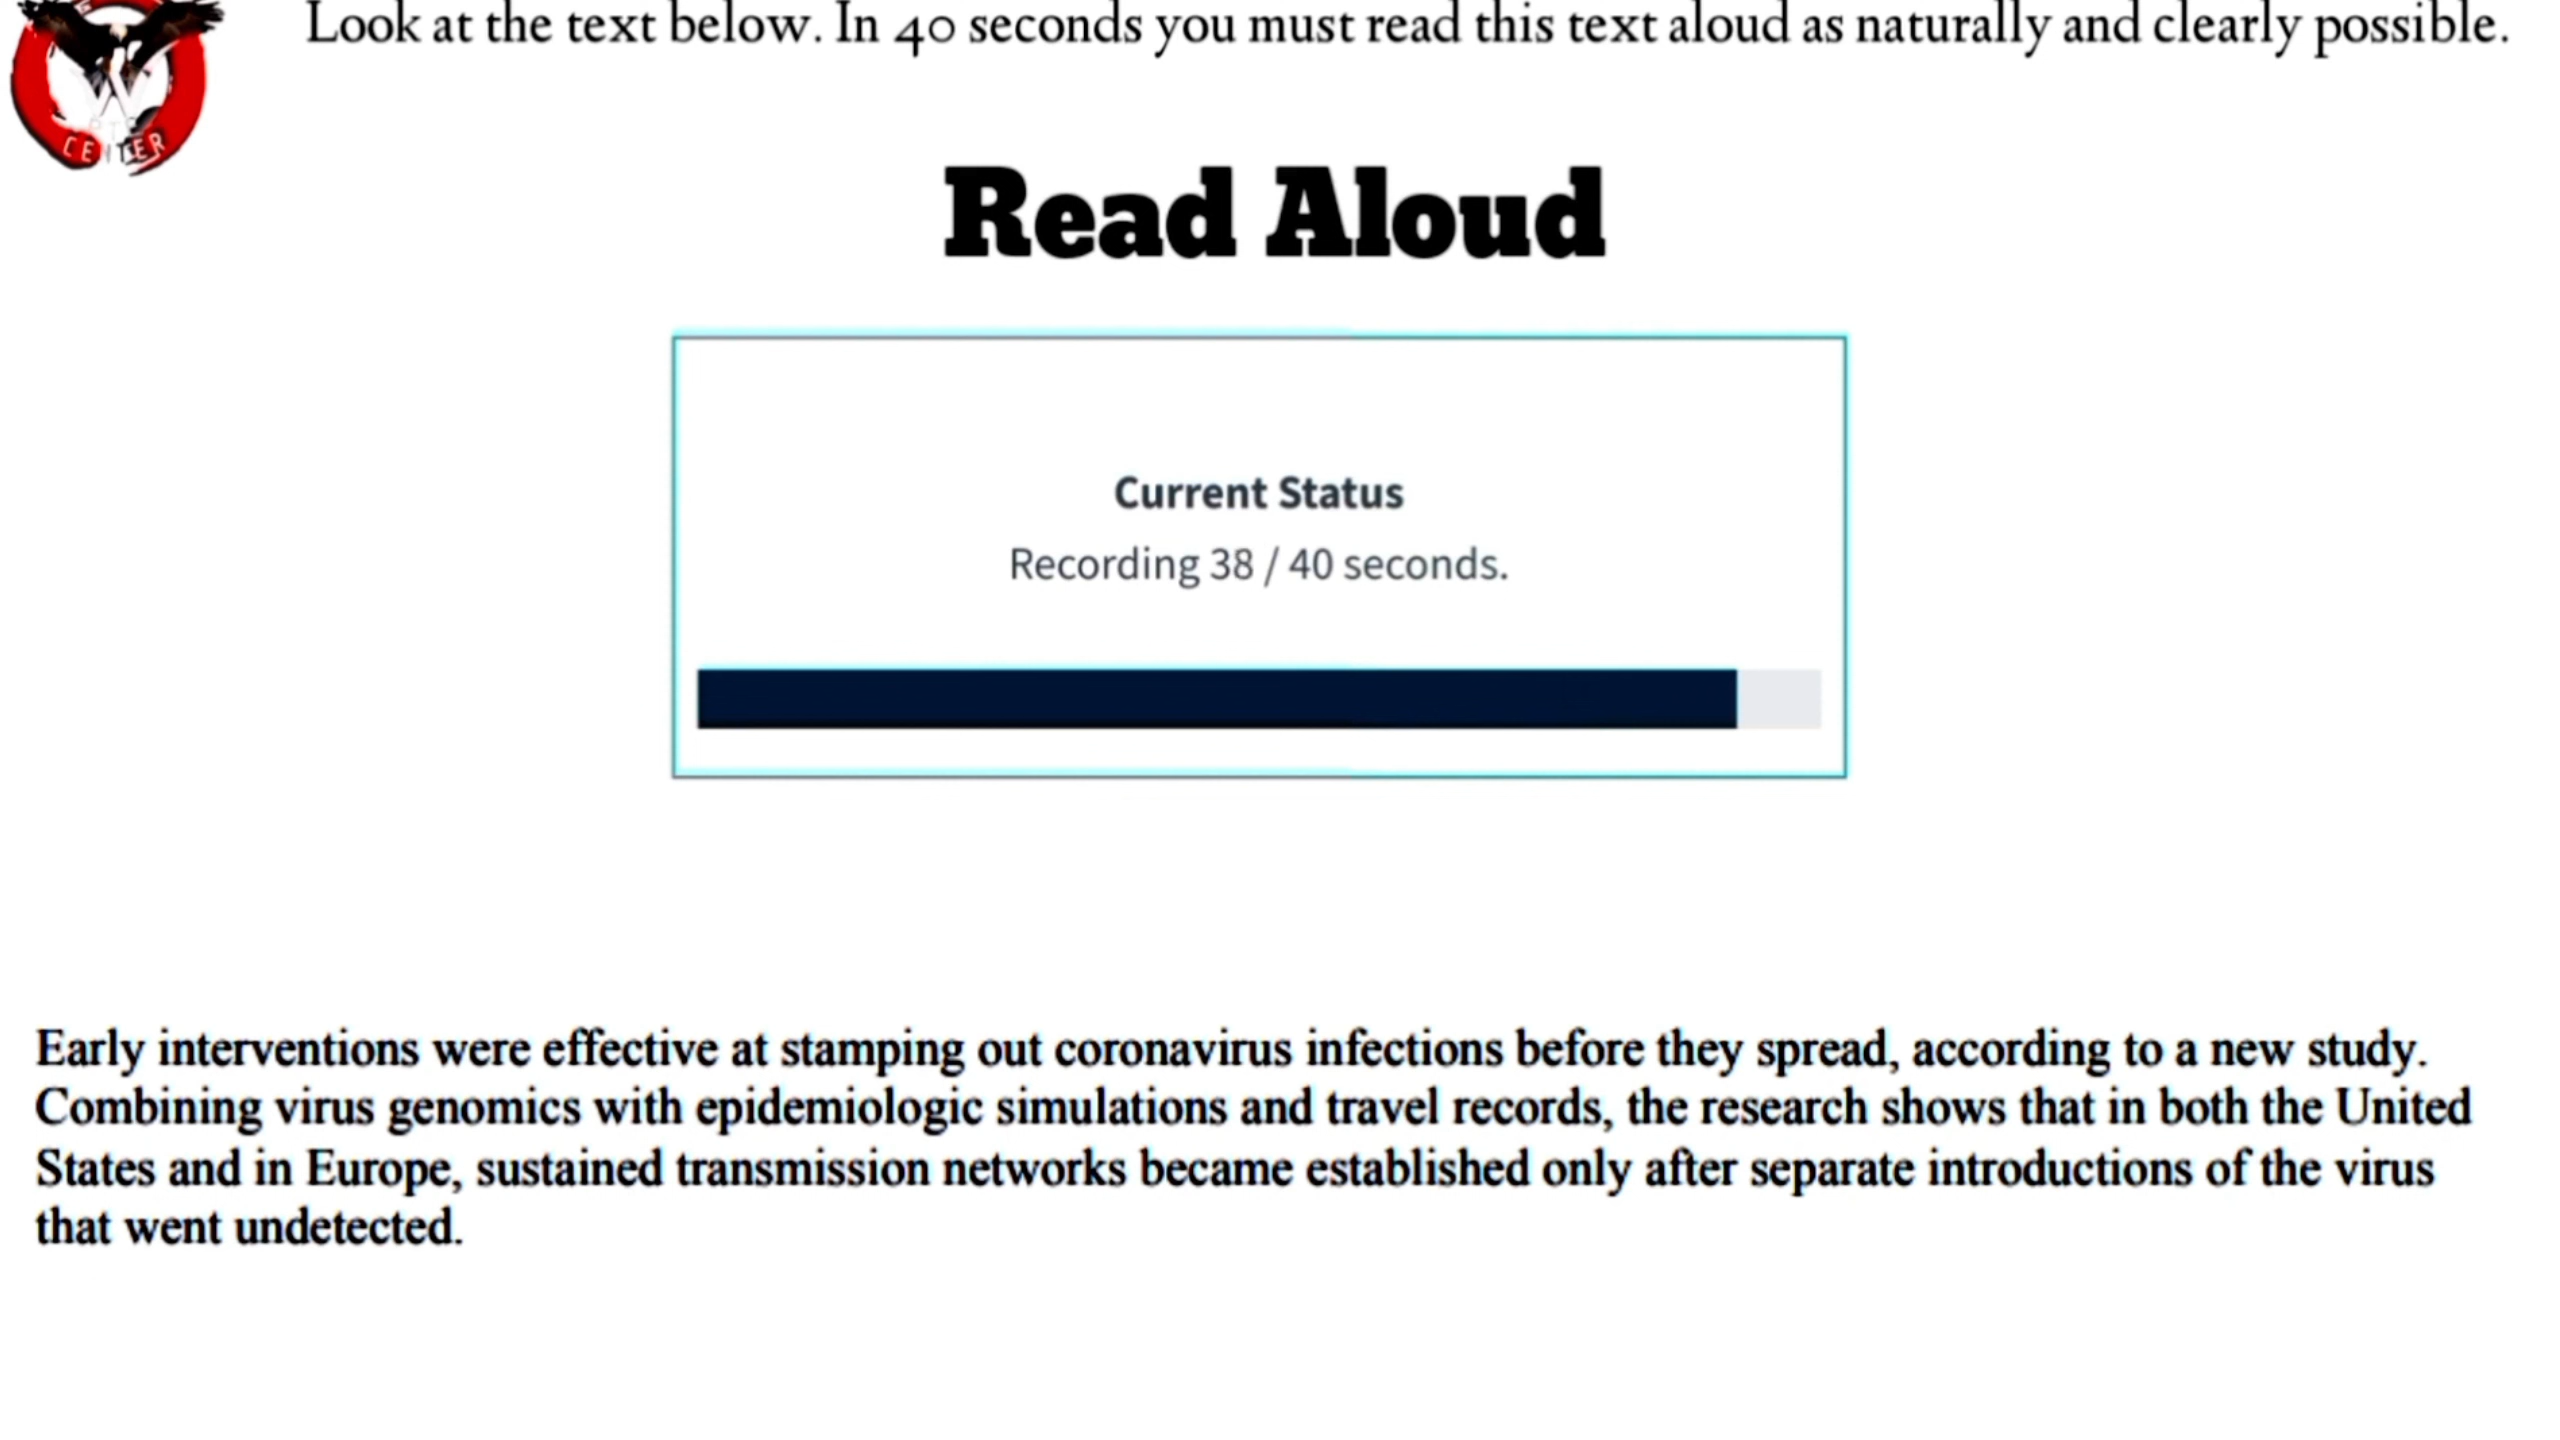 Look at the text below. In 40 seconds you must read this text aloud as naturally and clearly possible.
W
CENTER
Read Aloud
Current Status
Recording 38 / 40 seconds.
Early interventions were effective at stamping out coronavirus infections before they spread, according to a new study.
Combining virus genomics with epidemiologic simulations and travel records, the research shows that in both the United
States and in Europe, sustained transmission networks became established only after separate introductions of the virus
that went undetected.